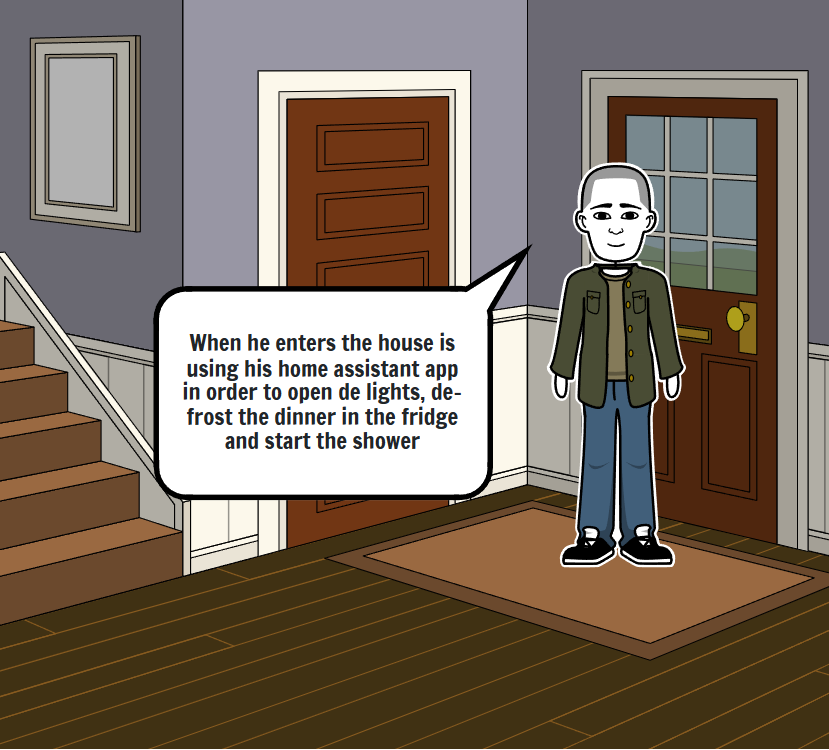 When he enters the house is
using his home assistant app
in order to open de lights, de-
frost the dinner in the fridge
and start the shower